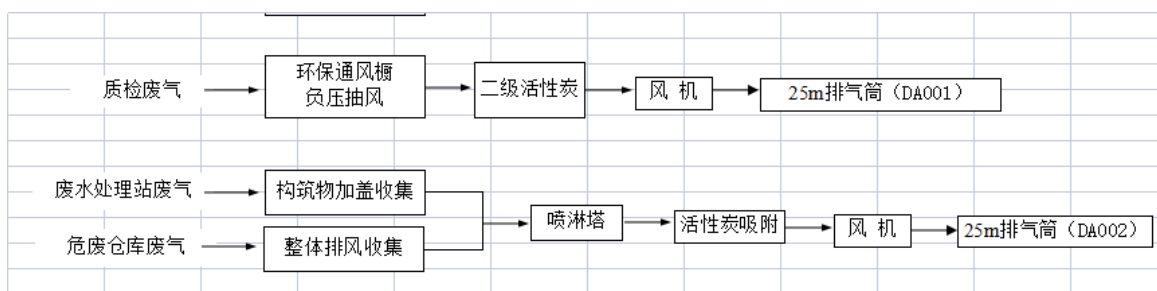 质检废气
环保通风橱
负压抽风
二级活性炭
风 机
25m排气筒（DA001）
废水处理站废气
构筑物加盖收集
危废仓库废气
整体排风收集
喷淋塔
活性炭吸附
风 机
25m排气筒（DA002）